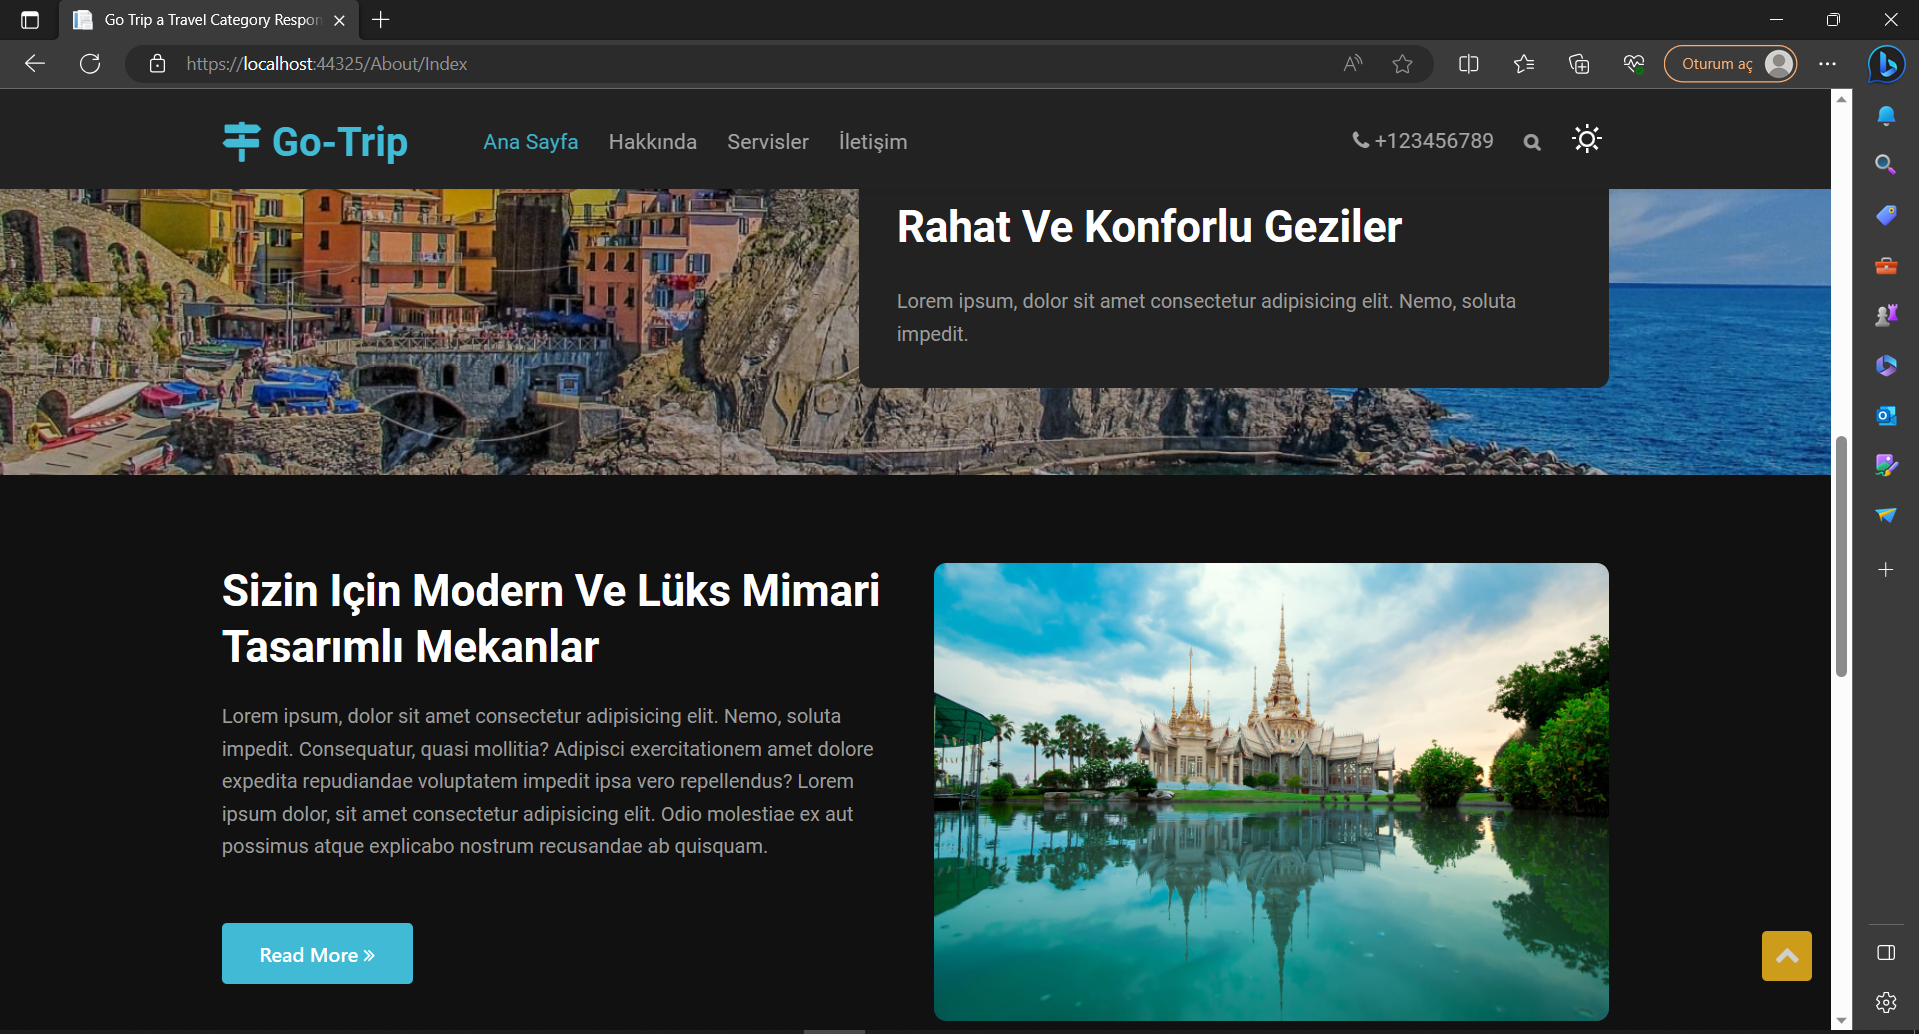 Go Trip a Travel Category Respon
https://localhost:44325/About/Index
Oturum aç
Go-Trip
Ana Sayfa
Hakkında
Servisler
İletişim
+123456789
Rahat Ve Konforlu Geziler
Lorem ipsum, dolor sit amet consectetur adipisicing elit. Nemo, soluta
impedit.
Sizin Için Modern Ve Lüks Mimari
Tasarımlı Mekanlar
Lorem ipsum, dolor sit amet consectetur adipisicing elit. Nemo, soluta
impedit. Consequatur, quasi mollitia? Adipisci exercitationem amet dolore
expedita repudiandae voluptatem impedit ipsa vero repellendus? Lorem
ipsum dolor, sit amet consectetur adipisicing elit. Odio molestiae ex aut
possimus atque explicabo nostrum recusandae ab quisquam.
Read More »